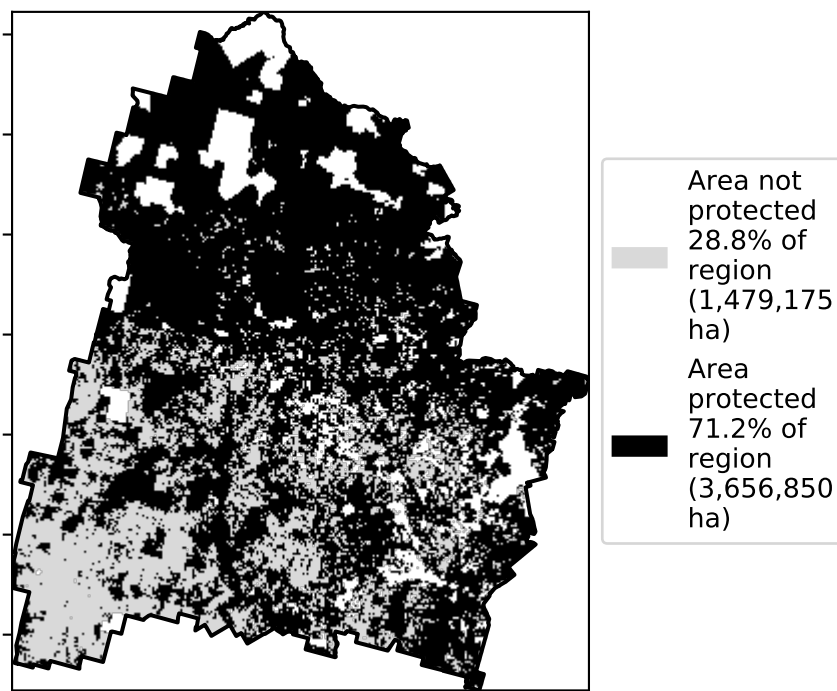 Area not
protected
28.8% of
region
(1,479,175
ha)
Area
protected
71.2% of
region
(3,656,850
ha)